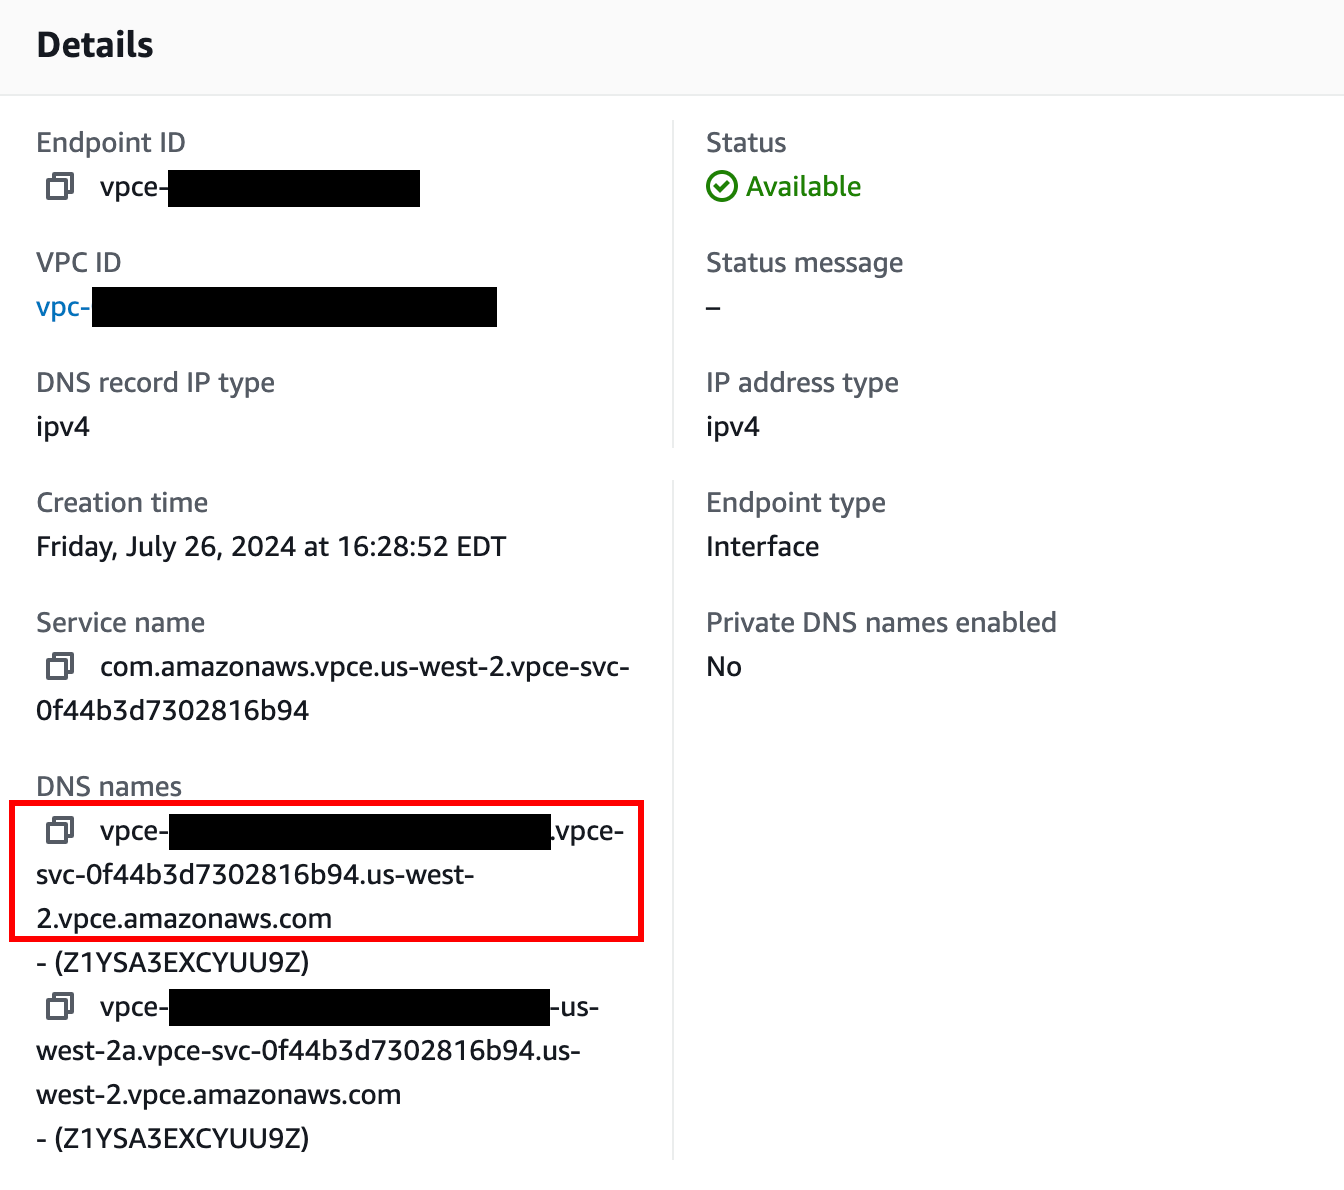 Details
Endpoint ID
vpce-
VPC ID
vpc-
DNS record IP type
ipv4
Creation time
Friday, July 26, 2024 at 16:28:52 EDT
Service name
com.amazonaws.vpce.us-west-2.vpce-svc-
0f44b3d7302816b94
DNS names
vpce- .vpce-
svc-0f44b3d7302816b94.us-west-
2.vpce.amazonaws.com
- (Z1YSA3EXCYUU9Z)
vpce- -us-
west-2a.vpce-svc-0f44b3d7302816b94.us-
west-2.vpce.amazonaws.com
- (Z1YSA3EXCYUU9Z)
Status
Available
Status message
–
IP address type
ipv4
Endpoint type
Interface
Private DNS names enabled
No